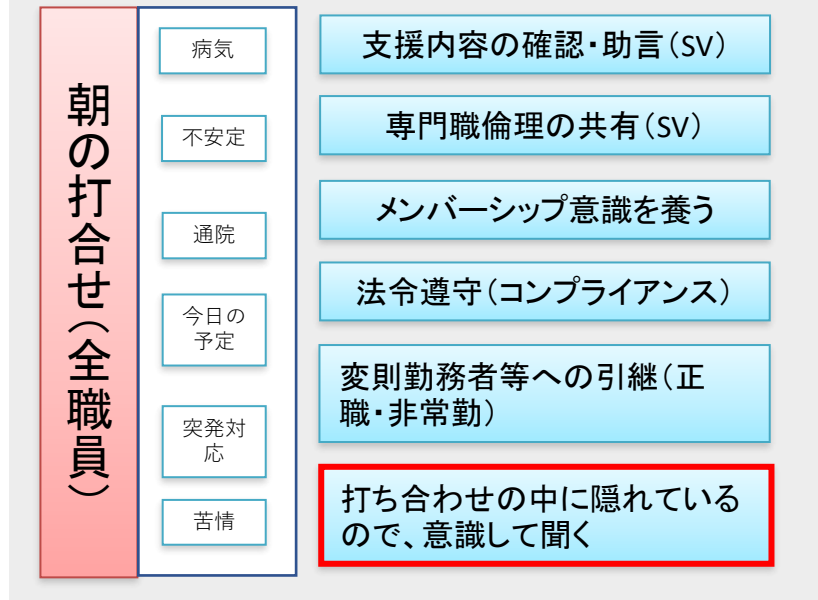 朝の打合せ（全職員）
病気
不安定
通院
今日の
予定
突発対
応
苦情
支援内容の確認・助言（SV）
専門職倫理の共有（SV）
メンバーシップ意識を養う
法令遵守（コンプライアンス）
変則勤務者等への引継（正
職・非常勤）
打ち合わせの中に隠れている
ので、意識して聞く